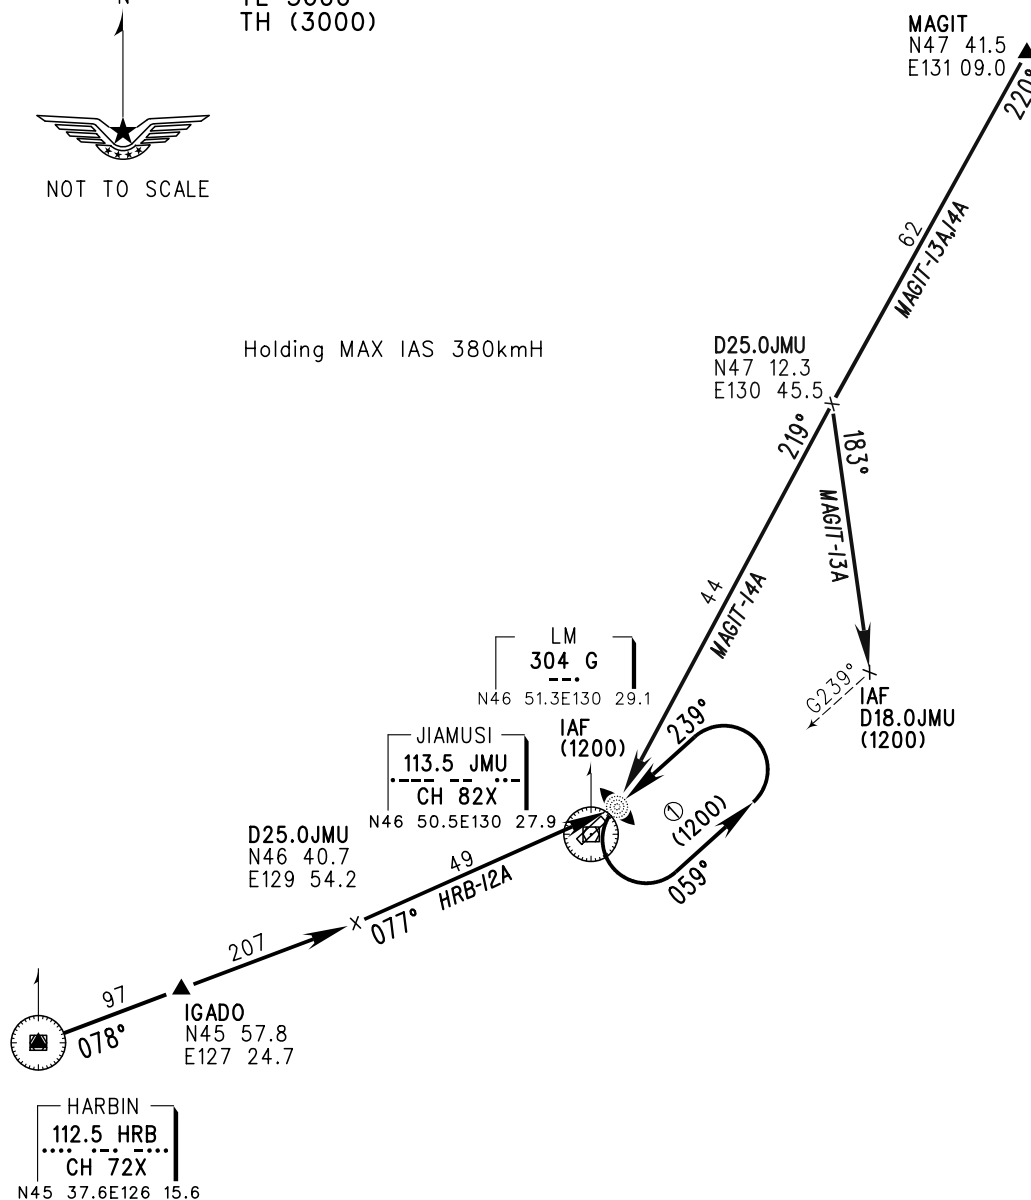 N
TH (3000)
NOT TO SCALE
MAGIT
N47 41.5
E131 09.0
220°
62
MAGIT-13A,14A
Holding MAX IAS 380kmH
D25.0JMU
N47 12.3
E130 45.5
219°
183°
MAGIT-13A
44
MAGIT-14A
LM
304 G
N46 51.3E130 29.1
G239°
IAF
D18.0JMU
(1200)
IAF
(1200)
239°
JIAMUSI
113.5 JMU
CH 82X
N46 50.5E130 27.9
1
(1200)
059°
D25.0JMU
N46 40.7
E129 54.2
49
HRB-12A
077°
207
97
078°
IGADO
N45 57.8
E127 24.7
HARBIN
112.5 HRB
CH 72X
N45 37.6E126 15.6